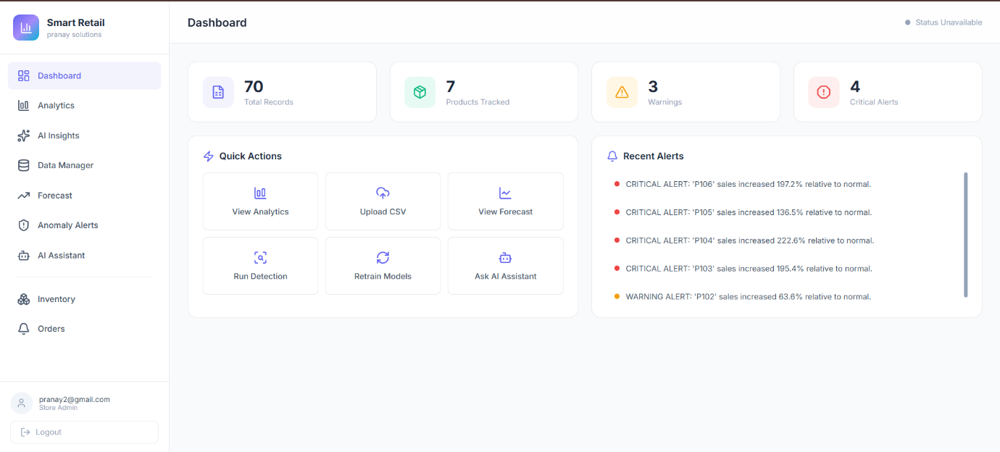 Smart Retail
pranay solutions
Dashboard
Analytics
AI Insights
Data Manager
Forecast
Anomaly Alerts
AI Assistant
Inventory
Orders
pranay2@gmail.com
Store Admin
Logout
Dashboard
Status Unavailable
70
Total Records
7
Products Tracked
3
Warnings
4
Critical Alerts
Quick Actions
View Analytics
Upload CSV
View Forecast
Run Detection
Retrain Models
Ask AI Assistant
Recent Alerts
CRITICAL ALERT: 'P106' sales increased 197.2% relative to normal.
CRITICAL ALERT: 'P105' sales increased 136.5% relative to normal.
CRITICAL ALERT: 'P104' sales increased 222.6% relative to normal.
CRITICAL ALERT: 'P103' sales increased 195.4% relative to normal.
WARNING ALERT: 'P102' sales increased 63.6% relative to normal.